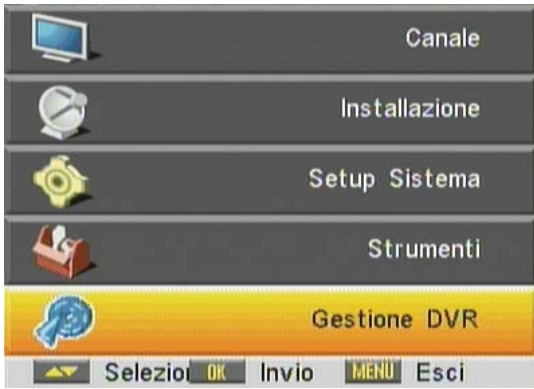 Canale
Installazione
Setup Sistema
Strumenti
Gestione DVR
Selezio OK Invio MENU Esci